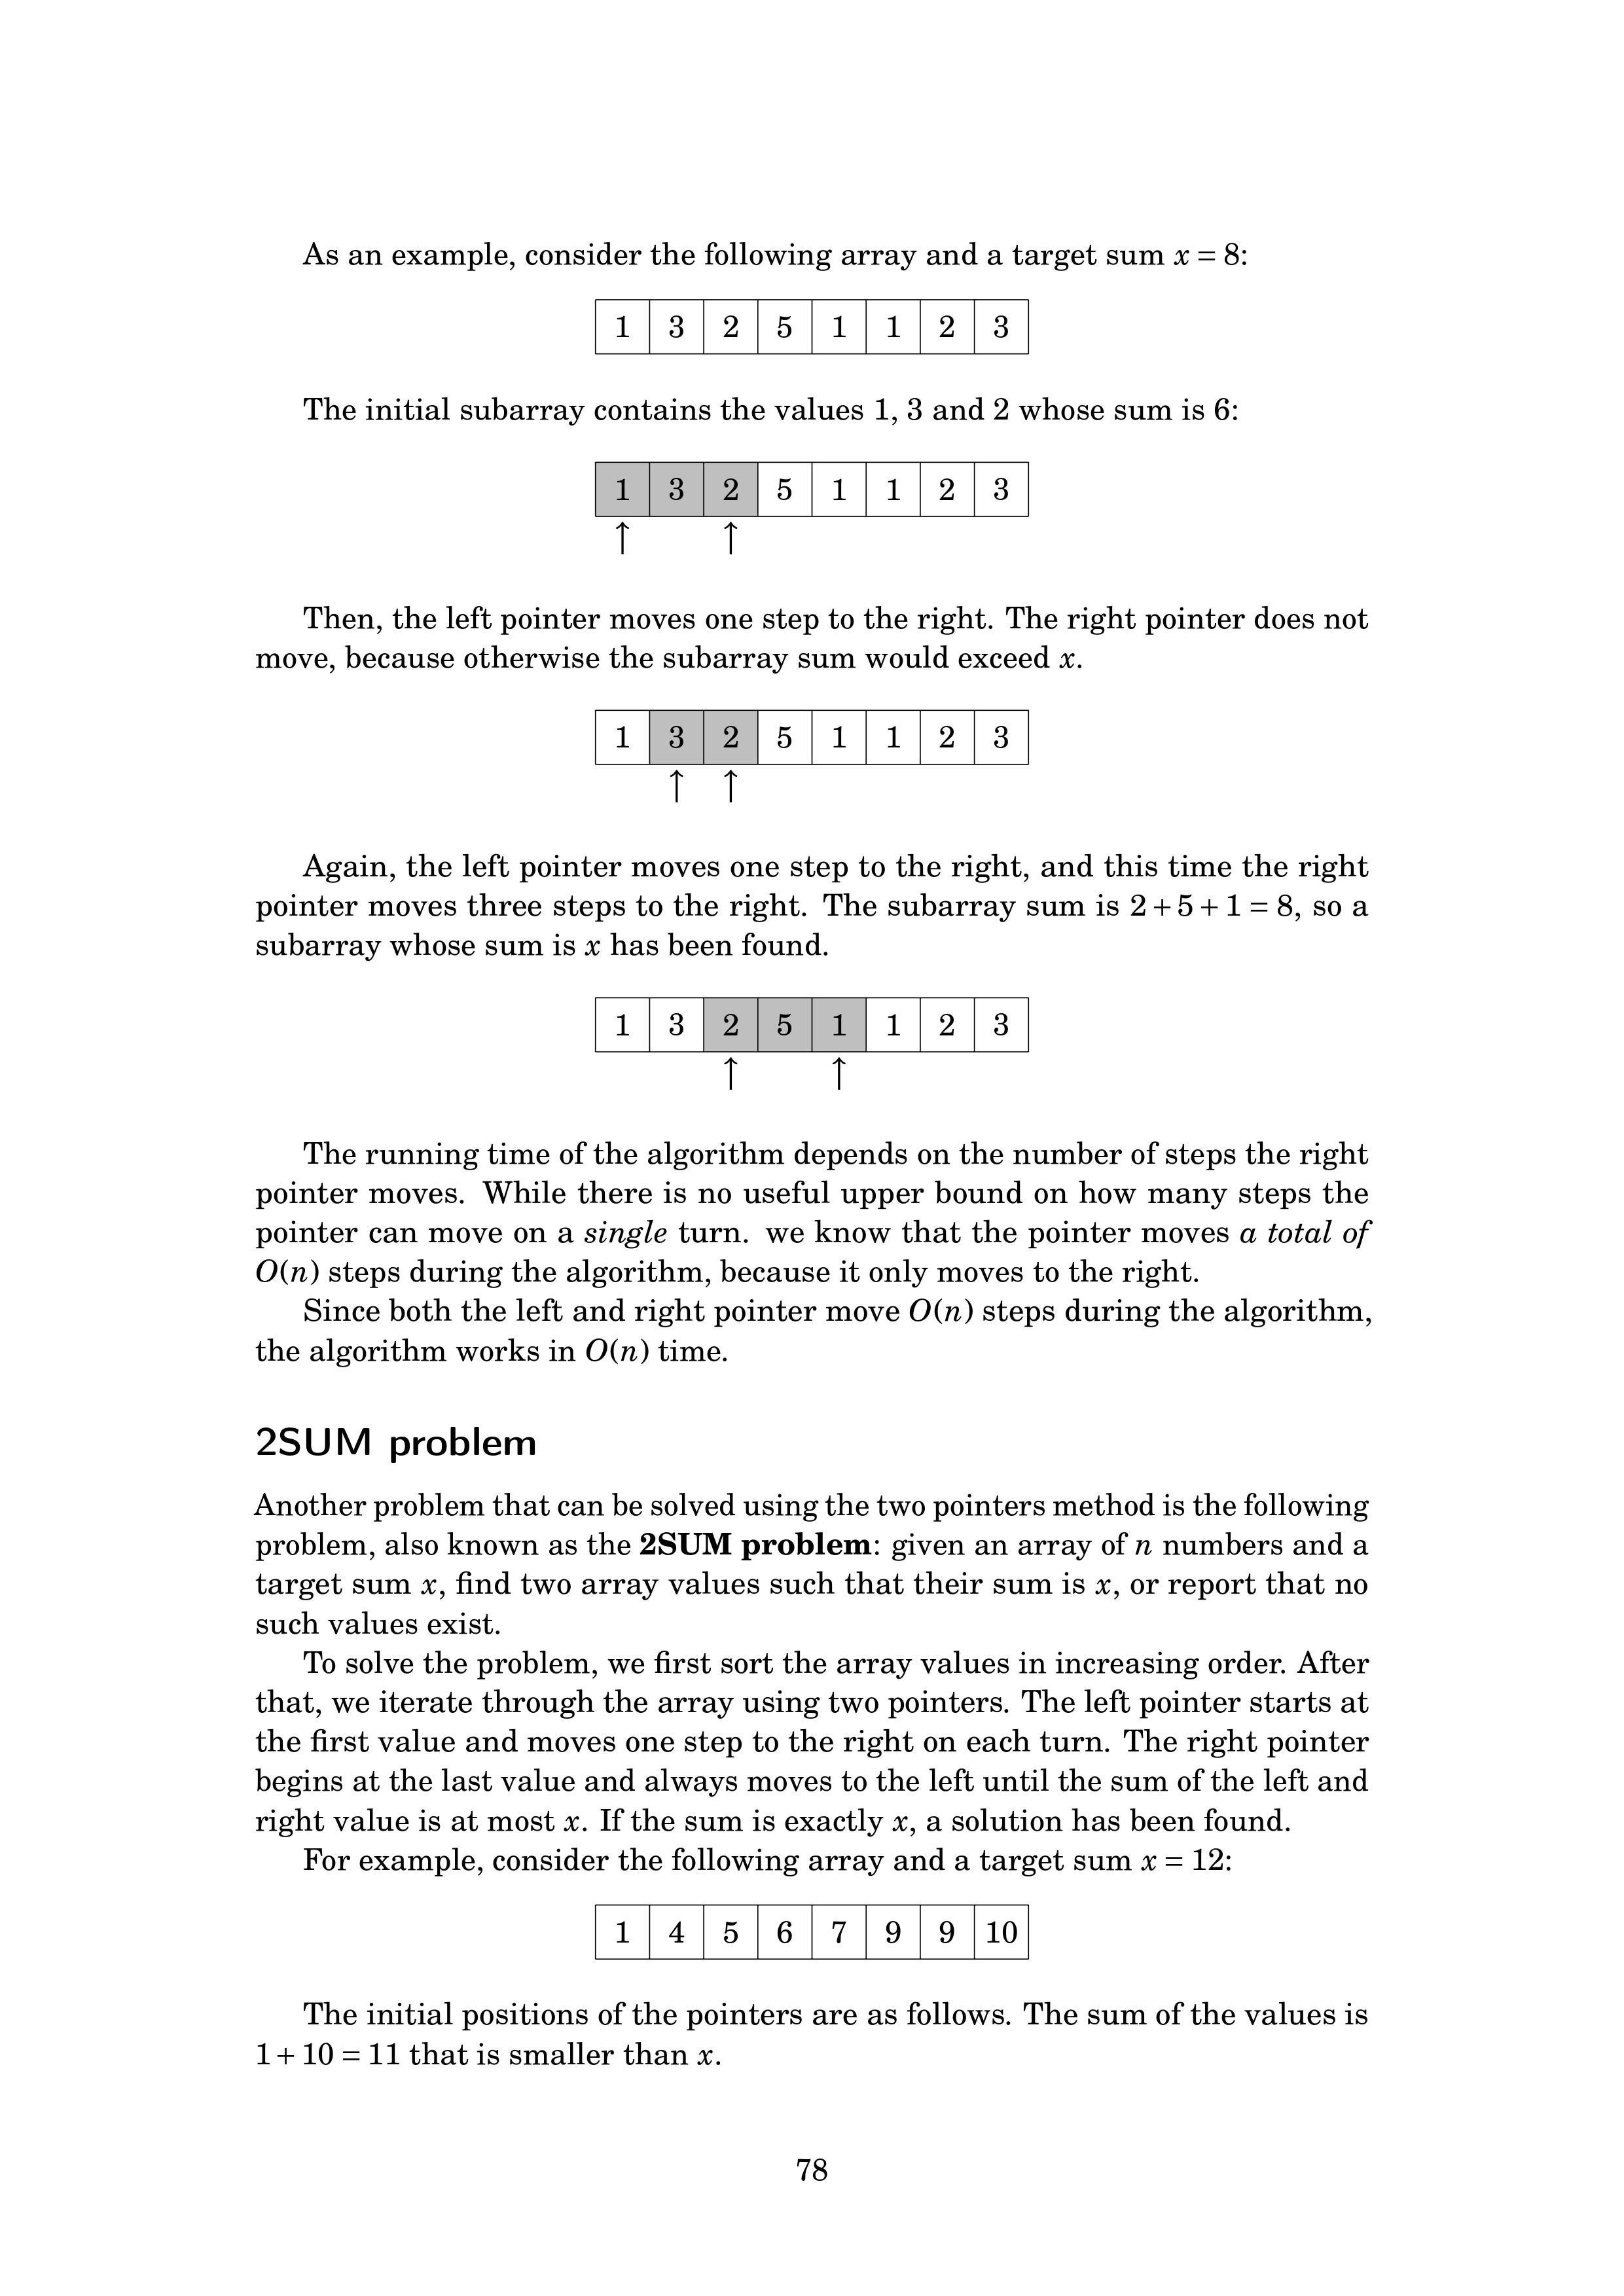 As an example, consider the following array and a target sum x = 8:
1 3 2 5 1 1 2 3
The initial subarray contains the values 1, 3 and 2 whose sum is 6:
1 3 2 5 1 1 2 3
↑ ↑
Then, the left pointer moves one step to the right. The right pointer does not
move, because otherwise the subarray sum would exceed x.
1 3 2 5 1 1 2 3
↑ ↑
Again, the left pointer moves one step to the right, and this time the right
pointer moves three steps to the right. The subarray sum is 2+5+1 = 8, so a
subarray whose sum is x has been found.
1 3 2 5 1 1 2 3
↑ ↑
The running time of the algorithm depends on the number of steps the right
pointer moves. While there is no useful upper bound on how many steps the
pointer can move on a single turn. we know that the pointer moves a total of
O(n) steps during the algorithm, because it only moves to the right.
Since both the left and right pointer move O(n) steps during the algorithm,
the algorithm works in O(n) time.
2SUM problem
Another problem that can be solved using the two pointers method is the following
problem, also known as the 2SUM problem: given an array of n numbers and a
target sum x, find two array values such that their sum is x, or report that no
such values exist.
To solve the problem, we first sort the array values in increasing order. After
that, we iterate through the array using two pointers. The left pointer starts at
the first value and moves one step to the right on each turn. The right pointer
begins at the last value and always moves to the left until the sum of the left and
right value is at most x. If the sum is exactly x, a solution has been found.
For example, consider the following array and a target sum x = 12:
1 4 5 6 7 9 9 10
The initial positions of the pointers are as follows. The sum of the values is
1+10 = 11 that is smaller than x.
78